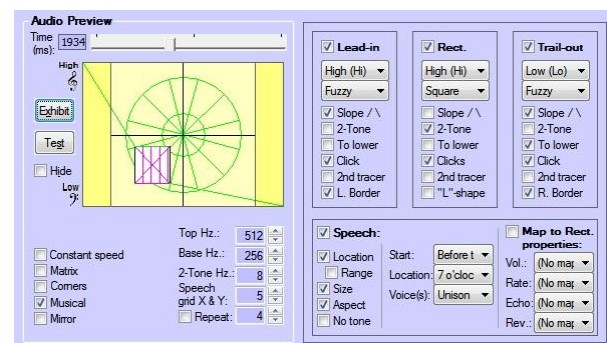 Audio Preview
Time (ms): 1934
High
Exhibit
Test
Hide
Low
Constant speed
Matrix
Corners
Musical
Mirror
Top Hz.: 512
Base Hz.: 256
2-Tone Hz.: 8
Speech grid X & Y: 5
Repeat: 4
Lead-in
High (Hi)
Fuzzy
Slope / \
2-Tone
To lower
Click
2nd tracer
L. Border
Rect.
High (Hi)
Square
Slope / \
2-Tone
To lower
Clicks
2nd tracer
"L"-shape
Trail-out
Low (Lo)
Fuzzy
Slope / \
2-Tone
To lower
Click
2nd tracer
R. Border
Speech:
Location
Range
Size
Aspect
No tone
Start: Before t
Location: 7 o'cloc
Voice(s): Unison
Map to Rect.
properties:
Vol.: (No map
Rate: (No map
Echo: (No map
Rev.: (No map